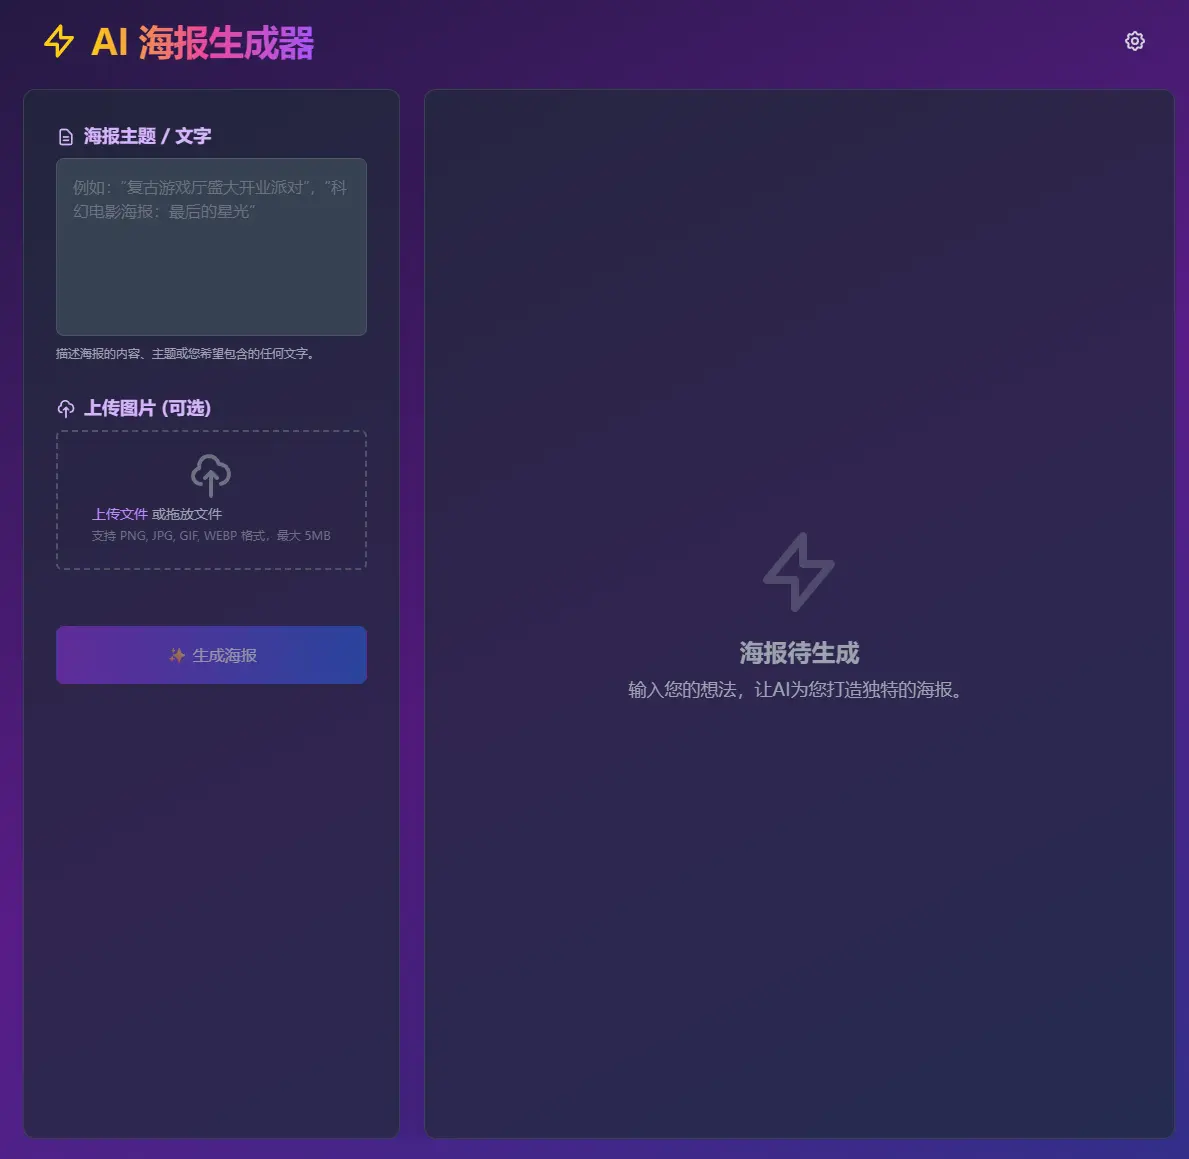 AI 海报生成器
海报主题 / 文字
例如：“复古游戏厅盛大开业派对”，“科
幻电影海报：最后的星光”
描述海报的内容、主题或您希望包含的任何文字。
上传图片 (可选)
上传文件 或拖放文件
支持 PNG, JPG, GIF, WEBP 格式，最大 5MB
✨ 生成海报
海报待生成
输入您的想法，让AI为您打造独特的海报。